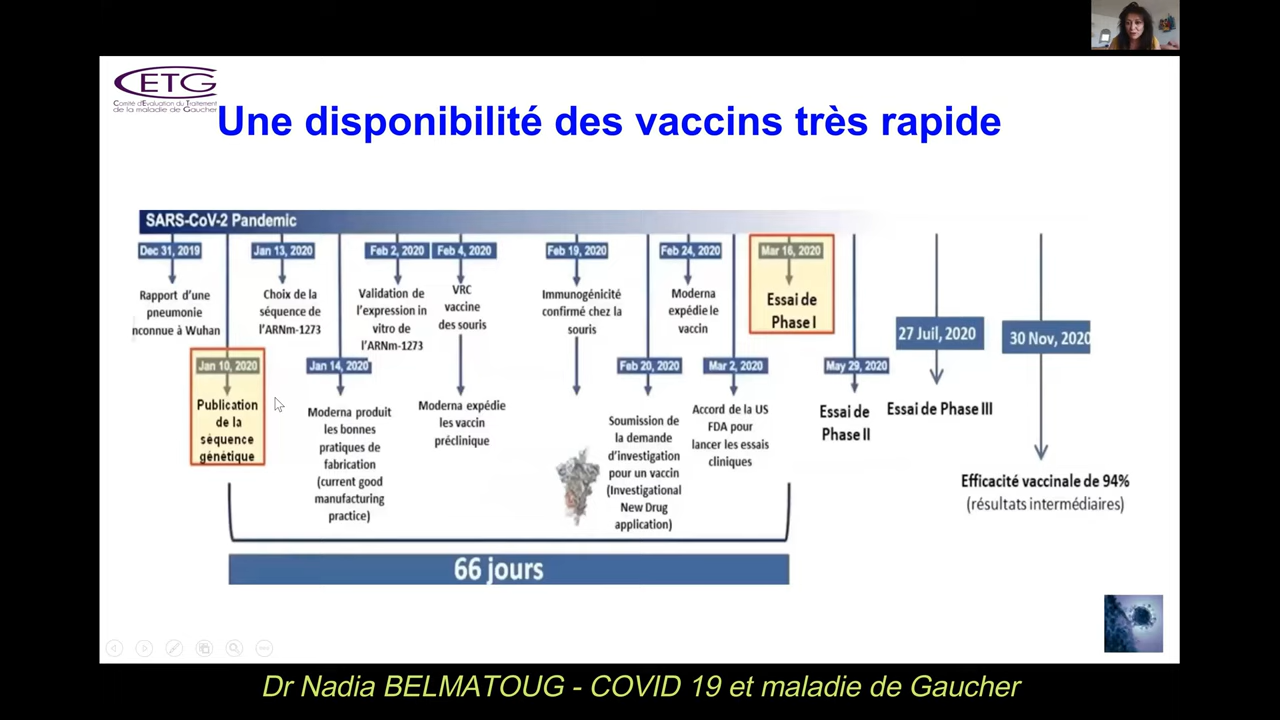 CETG
Comité d'Evaluation du Traitement
de la maladie de Gaucher
Une disponibilité des vaccins très rapide
SARS-CoV-2 Pandemic
Dec 31, 2019
Rapport d'une
pneumonie
nconnue à Wuhan
Jan 10, 2020
Publication
de la
séquence
génétique
Jan 13, 2020
Choix de la
séquence de
l'ARNm-1273
Jan 14, 2020
Moderna produit
les bonnes
pratiques de
fabrication
(current good
manufacturing
practice)
Feb 2, 2020
Validation de
l'expression in
vitro de
l'ARNm-1273
Feb 4, 2020
VRC
vaccine
des souris
Moderna expédie
les vaccin
préclinique
Feb 19, 2020
Immunogénicité
confirmé chez la
souris
Feb 20, 2020
Soumission de
la demande
d'investigation
pour un vaccin
(Investigational
New Drug
application)
Feb 24, 2020
Moderna
expédie le
vaccin
Mar 2, 2020
Accord de la US
FDA pour
lancer les essais
cliniques
Mar 16, 2020
Essai de
Phase I
May 29, 2020
Essai de
Phase II
27 Juil, 2020
Essai de Phase III
30 Nov, 2020
Efficacité vaccinale de 94%
(résultats intermédiaires)
66 jours
Dr Nadia BELMATOUG - COVID 19 et maladie de Gaucher